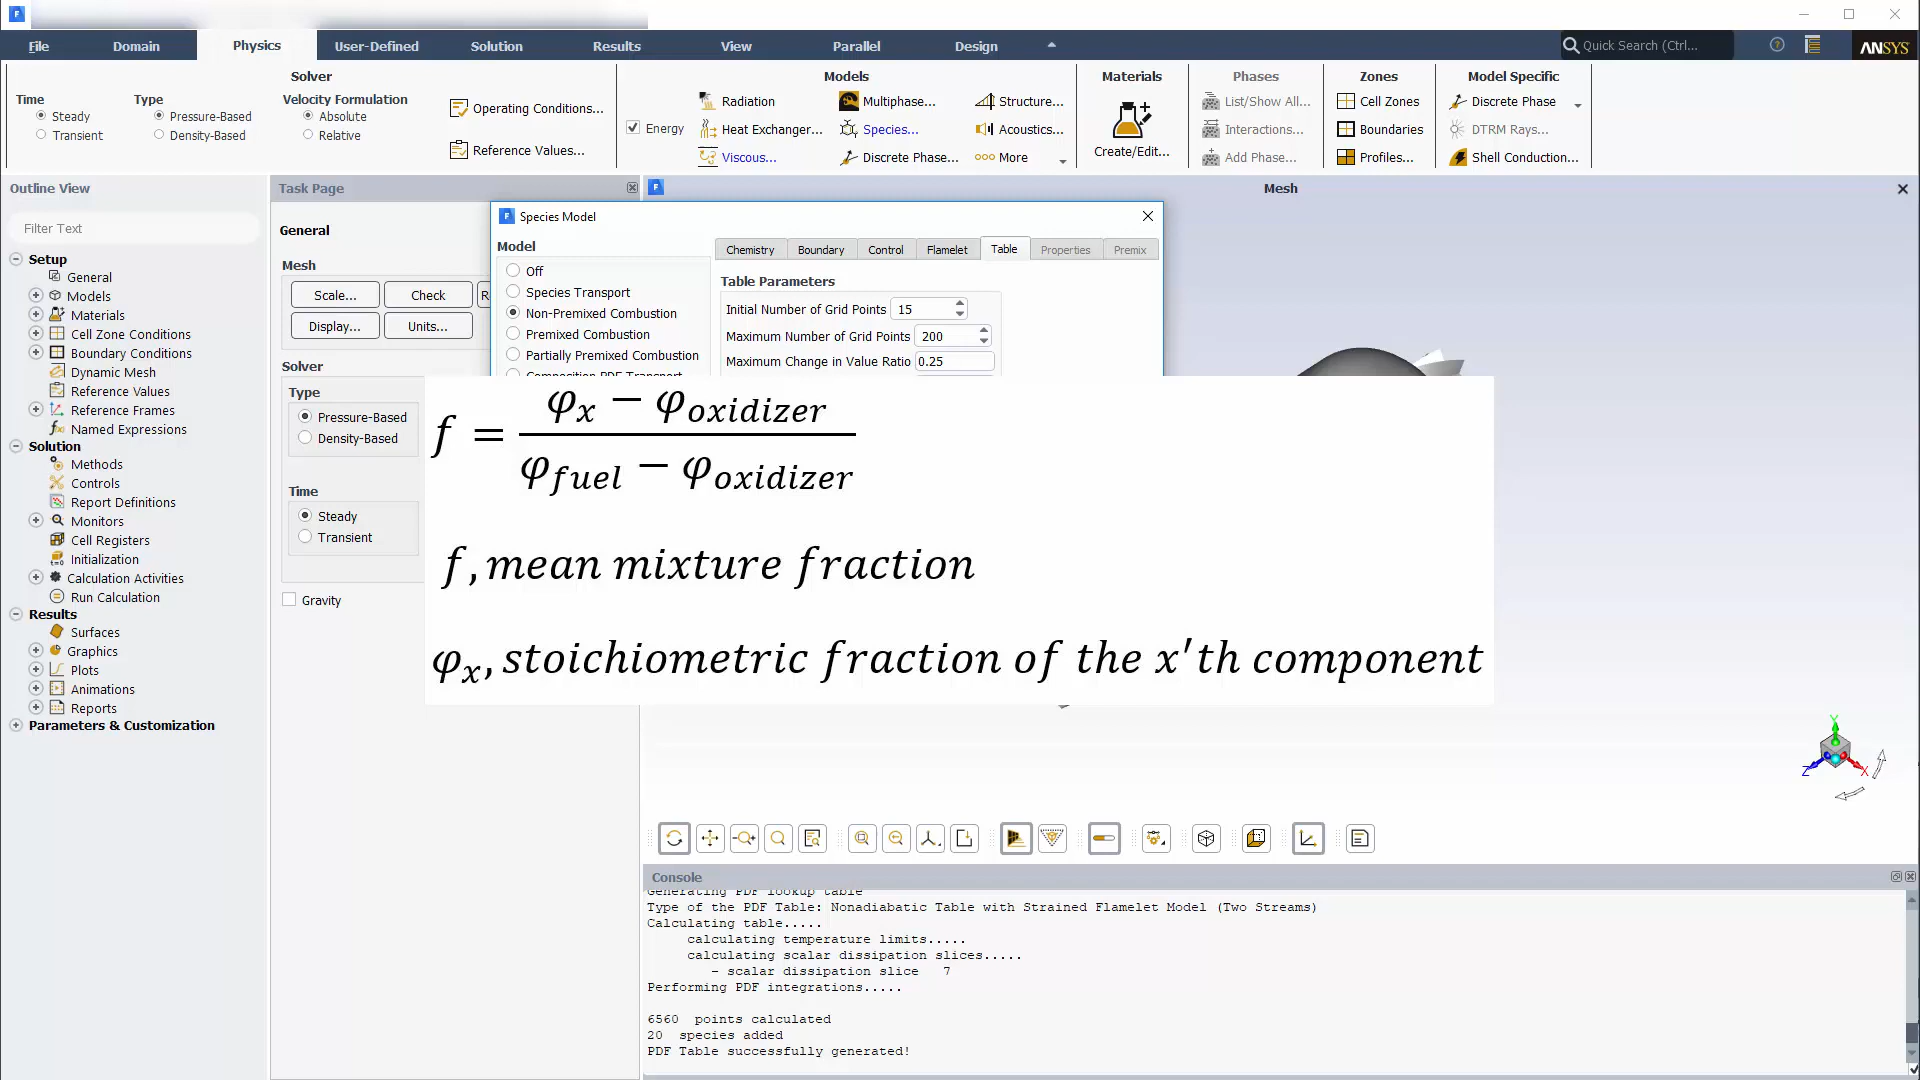 File
Domain
Physics
User-Defined
Solution
Results
View
Parallel
Design
Quick Search (Ctrl...
ANSYS
Solver
Time
Steady
Transient
Type
Pressure-Based
Density-Based
Velocity Formulation
Absolute
Relative
Operating Conditions...
Reference Values...
Models
Energy
Radiation
Heat Exchanger...
Viscous...
Multiphase...
Species...
Discrete Phase...
Structure...
Acoustics...
More
Materials
Create/Edit...
Phases
List/Show All...
Interactions...
Add Phase...
Zones
Cell Zones
Boundaries
Profiles...
Model Specific
Discrete Phase
DTRM Rays...
Shell Conduction...
Outline View
Filter Text
Setup
General
Models
Materials
Cell Zone Conditions
Boundary Conditions
Dynamic Mesh
Reference Values
Reference Frames
Named Expressions
Solution
Methods
Controls
Report Definitions
Monitors
Cell Registers
Initialization
Calculation Activities
Run Calculation
Results
Surfaces
Graphics
Plots
Animations
Reports
Parameters & Customization
Task Page
General
Mesh
Scale...
Check
Display...
Units...
Solver
Type
Pressure-Based
Density-Based
Time
Steady
Transient
Gravity
Mesh
Species Model
Model
Off
Species Transport
Non-Premixed Combustion
Premixed Combustion
Partially Premixed Combustion
Chemistry
Boundary
Control
Flamelet
Table
Properties
Premix
Table Parameters
Initial Number of Grid Points 15
Maximum Number of Grid Points 200
Maximum Change in Value Ratio 0.25
f = (φx − φoxidizer) / (φfuel − φoxidizer)
f, mean mixture fraction
φx, stoichiometric fraction of the x'th component
Y
Z
X
Console
Generating PDF lookup table
Type of the PDF Table: Nonadiabatic Table with Strained Flamelet Model (Two Streams)
Calculating table.....
calculating temperature limits.....
calculating scalar dissipation slices.....
- scalar dissipation slice 7
Performing PDF integrations.....
6560 points calculated
20 species added
PDF Table successfully generated!